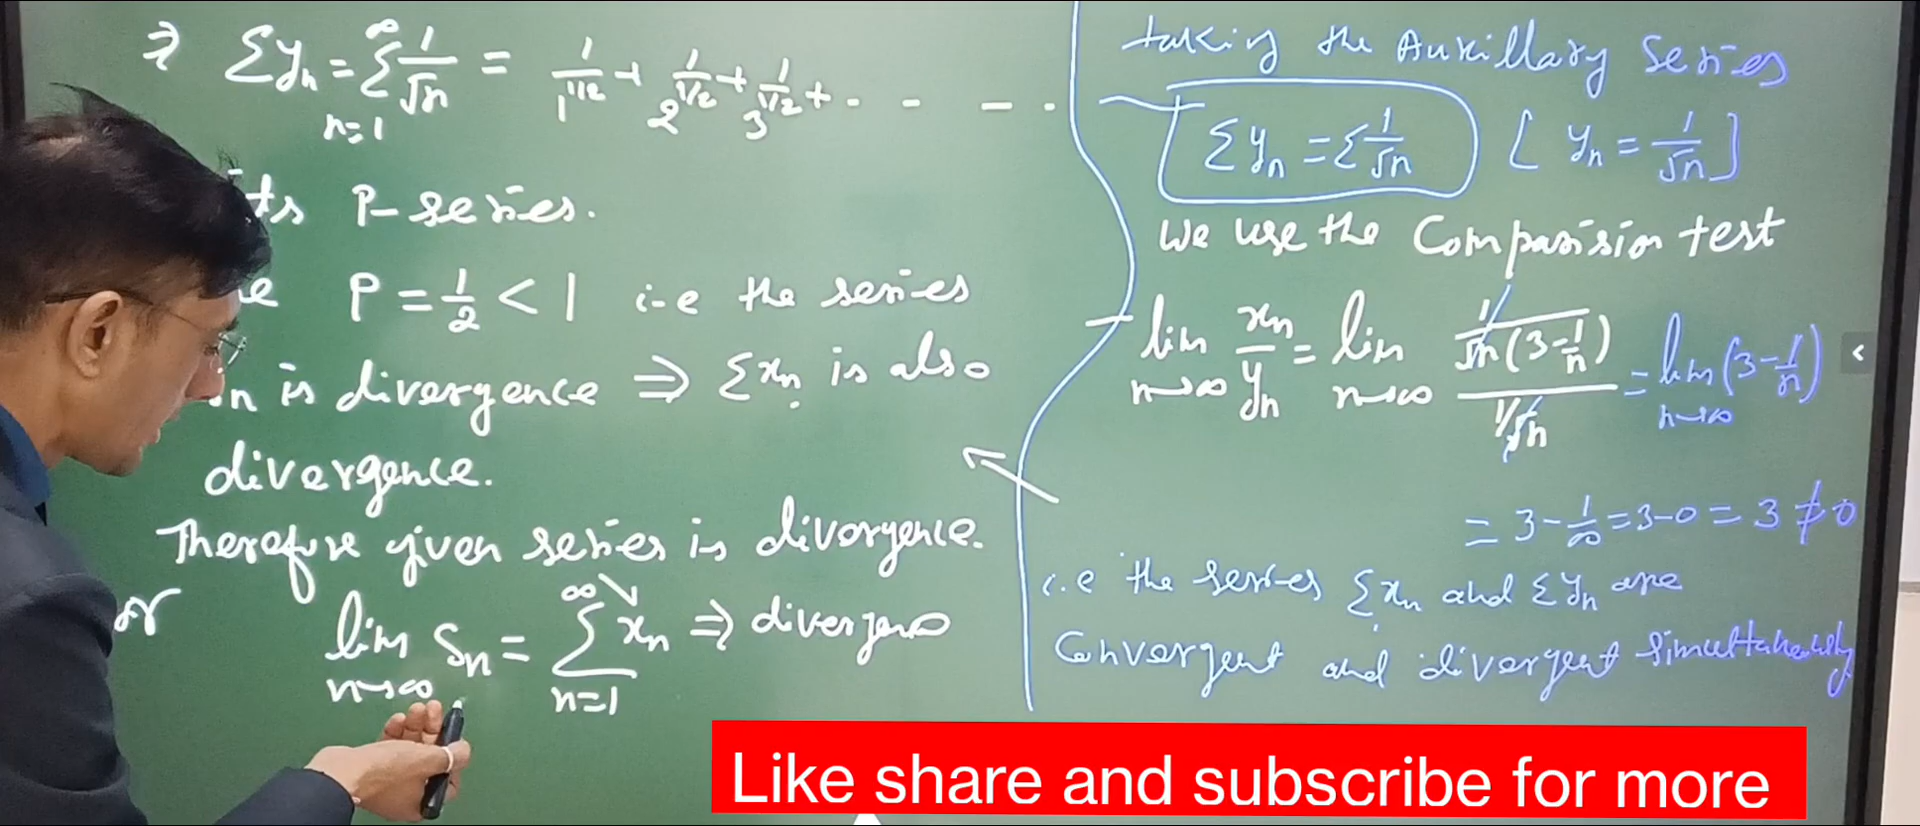 ⇒ Σyₙ = Σ_{n=1}^{∞} 1/√n = 1/1^{1/2} + 1/2^{1/2} + 1/3^{1/2} + - - - -
its P-series.
P = 1/2 < 1 i-e the series
is divergence ⇒ Σxₙ is also
divergence.
Therefore given series is divergence.
or
lim_{n→∞} Sₙ = Σ_{n=1}^{∞} xₙ ⇒ divergens
taking the Auxillary series
Σyₙ = Σ1/√n [ yₙ = 1/√n ]
We use the Comparision test
lim_{n→∞} xₙ/yₙ = lim_{n→∞} (1/√n (3 - 1/n))/(1/√n) = lim_{n→∞} (3 - 1/n)
= 3 - 1/∞ = 3-0 = 3 ≠ 0
i.e the series Σxₙ and Σyₙ are
Convergent and divergent simultaneously
<
Like share and subscribe for more